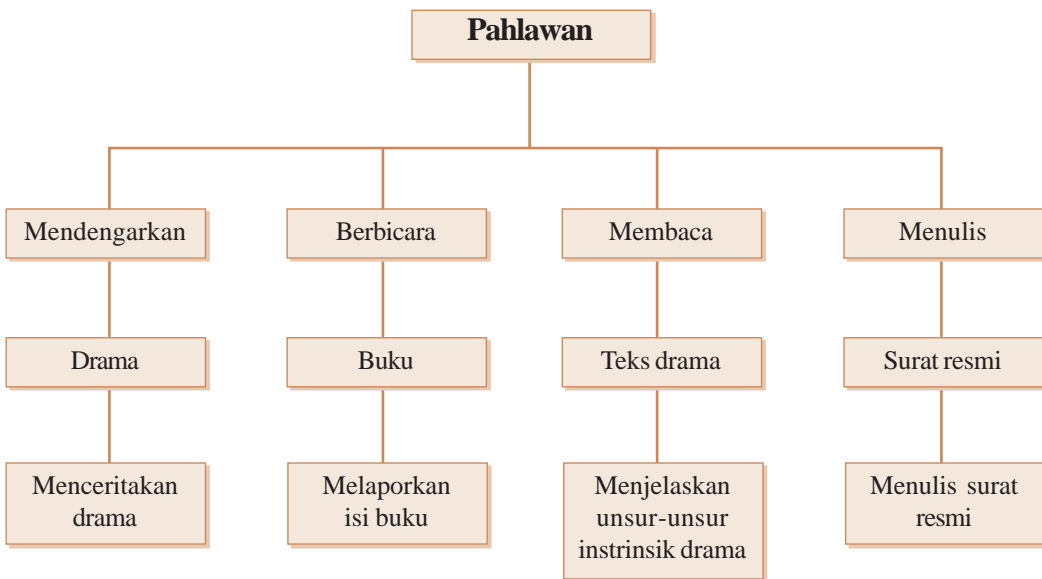 Pahlawan
Mendengarkan
Berbicara
Membaca
Menulis
Drama
Buku
Teks drama
Surat resmi
Menceritakan
drama
Melaporkan
isi buku
Menjelaskan
unsur-unsur
instrinsik drama
Menulis surat
resmi